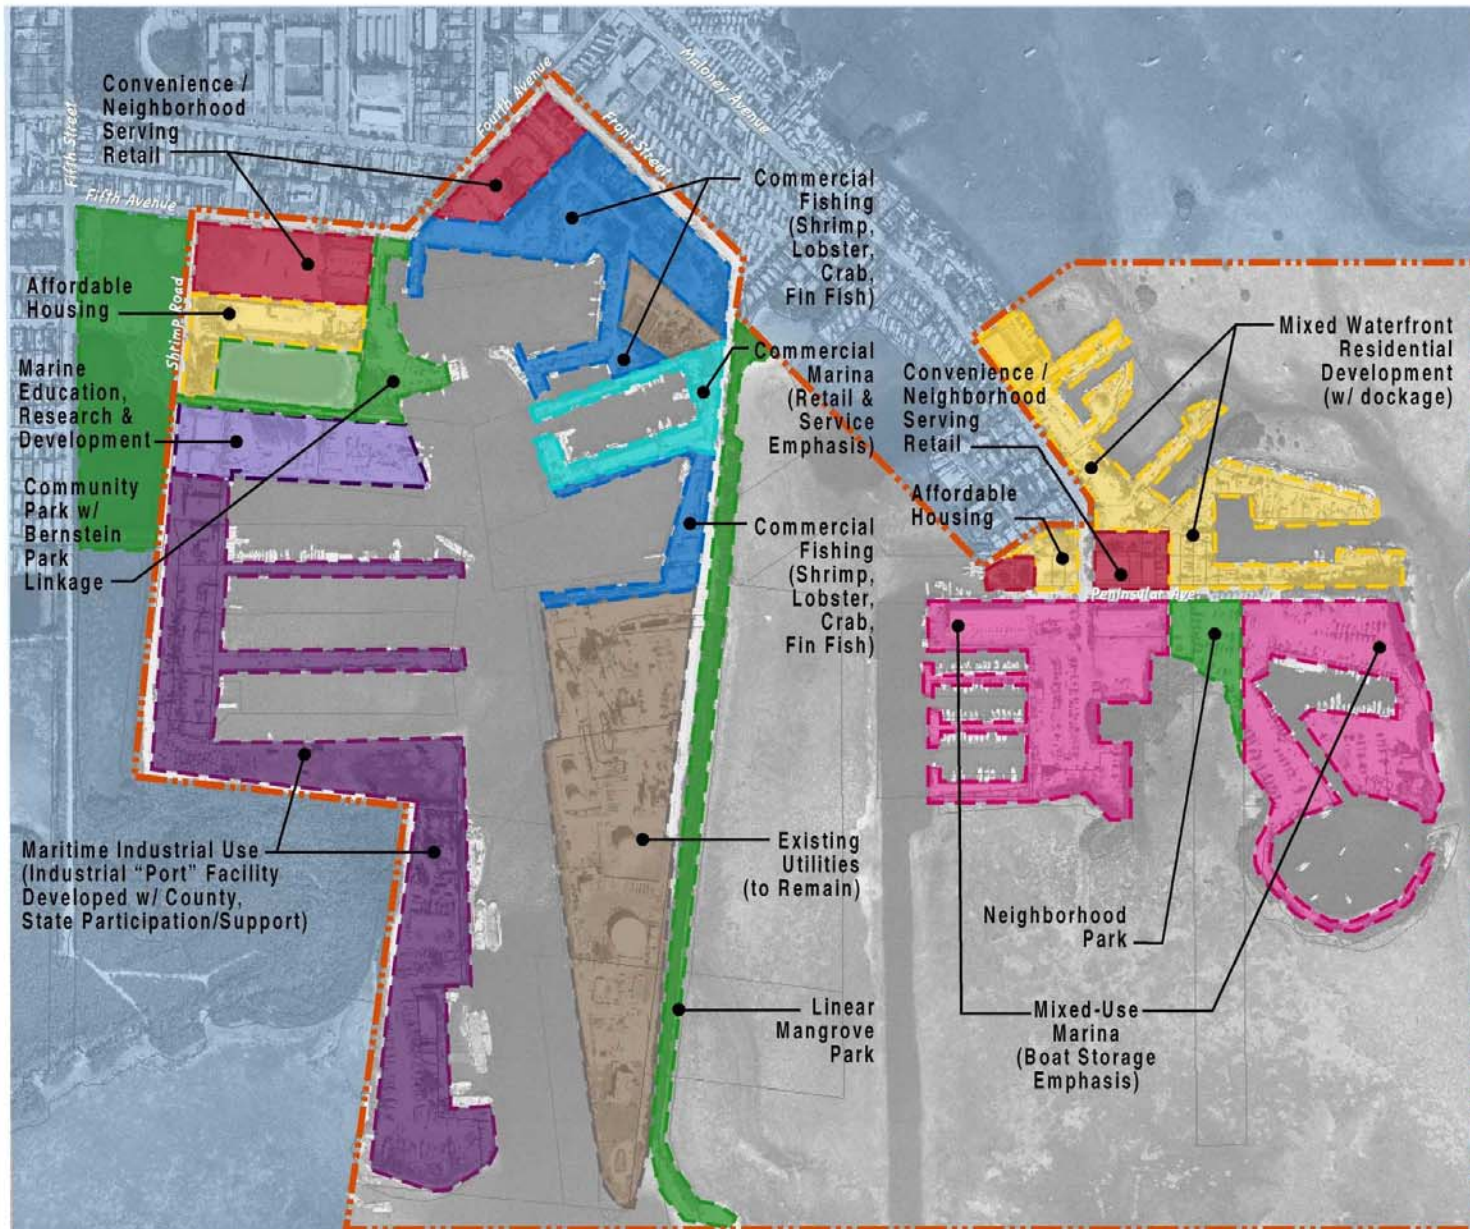 Convenience /
Neighborhood
Serving
Retail
Fifth Street
Fifth Avenue
Fourth Avenue
Front Street
Maloney Avenue
Shrimp Road
Affordable
Housing
Marine
Education,
Research &
Development
Community
Park w/
Bernstein
Park
Linkage
Maritime Industrial Use
(Industrial “Port” Facility
Developed w/ County,
State Participation/Support)
Commercial
Fishing
(Shrimp,
Lobster,
Crab,
Fin Fish)
Commercial
Marina
(Retail &
Service
Emphasis)
Commercial
Fishing
(Shrimp,
Lobster,
Crab,
Fin Fish)
Existing
Utilities
(to Remain)
Linear
Mangrove
Park
Convenience /
Neighborhood
Serving
Retail
Affordable
Housing
Mixed Waterfront
Residential
Development
(w/ dockage)
Peninsular Ave.
Neighborhood
Park
Mixed-Use
Marina
(Boat Storage
Emphasis)